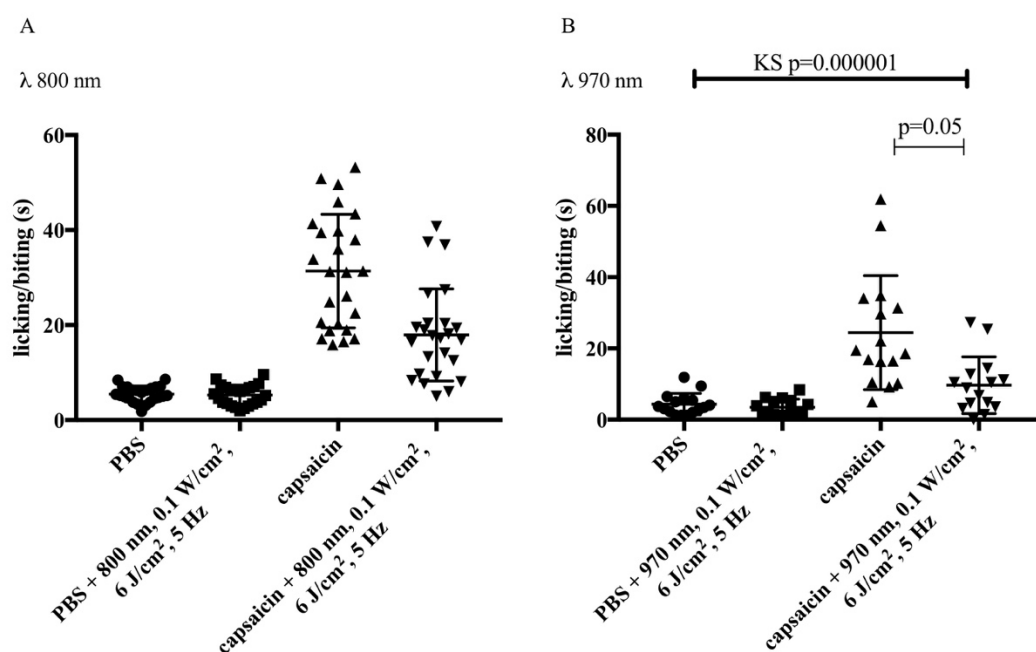 A
λ 800 nm
licking/biting (s)
60
40
20
0
PBS
PBS + 800 nm, 0.1 W/cm²,
6 J/cm², 5 Hz
capsaicin
capsaicin + 800 nm, 0.1 W/cm²,
6 J/cm², 5 Hz
B
λ 970 nm
KS p=0.000001
p=0.05
licking/biting (s)
80
60
40
20
0
PBS
PBS + 970 nm, 0.1 W/cm²,
6 J/cm², 5 Hz
capsaicin
capsaicin + 970 nm, 0.1 W/cm²,
6 J/cm², 5 Hz